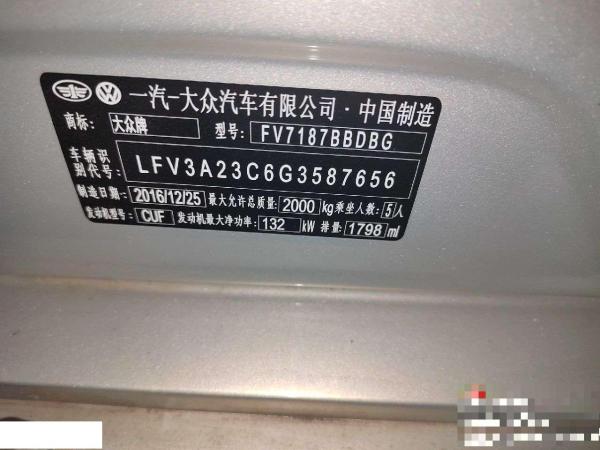 一汽-大众汽车有限公司·中国制造
商标: 大众牌 型号: FV7187BBDBG
车辆识别代号: LFV3A23C6G3587656
制造日期: 2016/12/25 最大允许总质量: 2000 kg 乘坐人数: 5人
发动机型号: CUF 发动机最大净功率: 132 kW 排量: 1798 ml